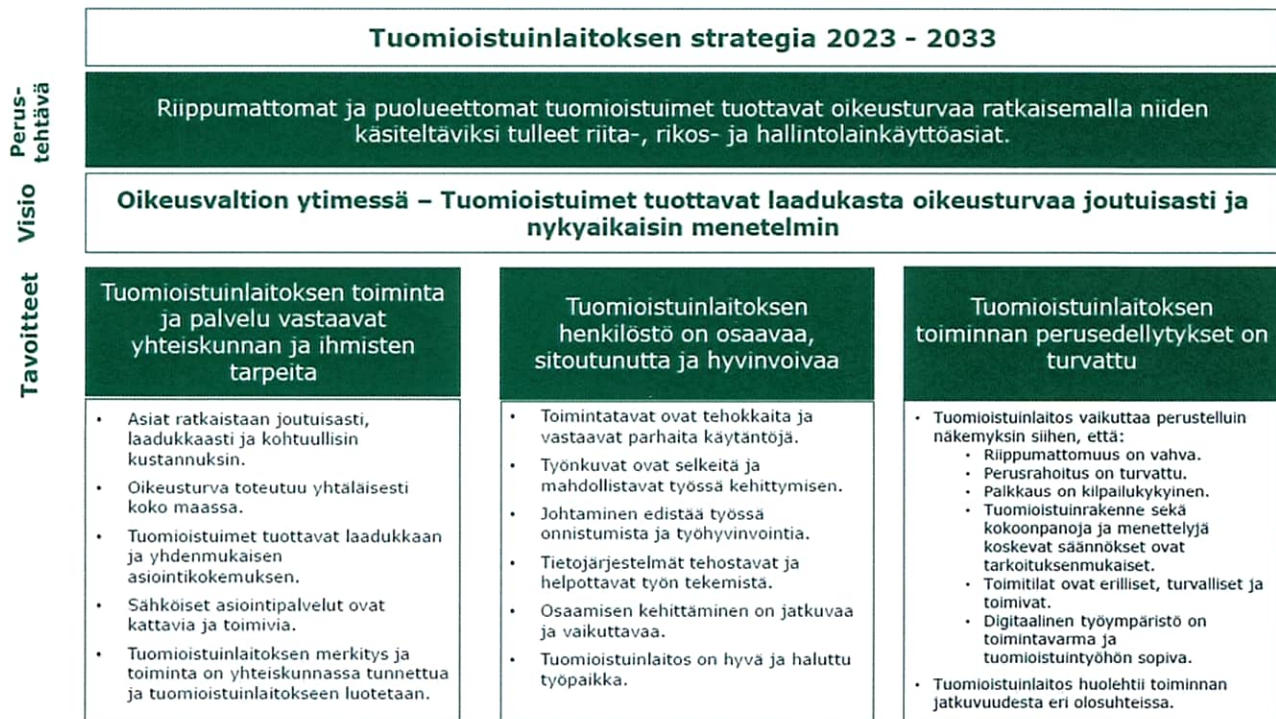 Tuomioistuinlaitoksen strategia 2023 - 2033
Perus-
tehtävä
Riippumattomat ja puolueettomat tuomioistuimet tuottavat oikeusturvaa ratkaisemalla niiden
käsiteltäviksi tulleet riita-, rikos- ja hallintolainkäyttöasiat.
Visio
Oikeusvaltion ytimessä – Tuomioistuimet tuottavat laadukasta oikeusturvaa joutuisasti ja
nykyaikaisin menetelmin
Tavoitteet
Tuomioistuinlaitoksen toiminta
ja palvelu vastaavat
yhteiskunnan ja ihmisten
tarpeita
• Asiat ratkaistaan joutuisasti,
laadukkaasti ja kohtuullisin
kustannuksin.
• Oikeusturva toteutuu yhtäläisesti
koko maassa.
• Tuomioistuimet tuottavat laadukkaan
ja yhdenmukaisen
asiointikokemuksen.
• Sähköiset asiointipalvelut ovat
kattavia ja toimivia.
• Tuomioistuinlaitoksen merkitys ja
toiminta on yhteiskunnassa tunnettua
ja tuomioistuinlaitokseen luotetaan.
Tuomioistuinlaitoksen
henkilöstö on osaavaa,
sitoutunutta ja hyvinvoivaa
• Toimintatavat ovat tehokkaita ja
vastaavat parhaita käytäntöjä.
• Työnkuvat ovat selkeitä ja
mahdollistavat työssä kehittymisen.
• Johtaminen edistää työssä
onnistumista ja työhyvinvointia.
• Tietojärjestelmät tehostavat ja
helpottavat työn tekemistä.
• Osaamisen kehittäminen on jatkuvaa
ja vaikuttavaa.
• Tuomioistuinlaitos on hyvä ja haluttu
työpaikka.
Tuomioistuinlaitoksen
toiminnan perusedellytykset on
turvattu
• Tuomioistuinlaitos vaikuttaa perustelluin
näkemyksin siihen, että:
• Riippumattomuus on vahva.
• Perusrahoitus on turvattu.
• Palkkaus on kilpailukykyinen.
• Tuomioistuinrakenne sekä
kokoonpanoja ja menettelyjä
koskevat säännökset ovat
tarkoituksenmukaiset.
• Toimitilat ovat erilliset, turvalliset ja
toimivat.
• Digitaalinen työympäristö on
toimintavarma ja
tuomioistuintyöhön sopiva.
• Tuomioistuinlaitos huolehtii toiminnan
jatkuvuudesta eri olosuhteissa.